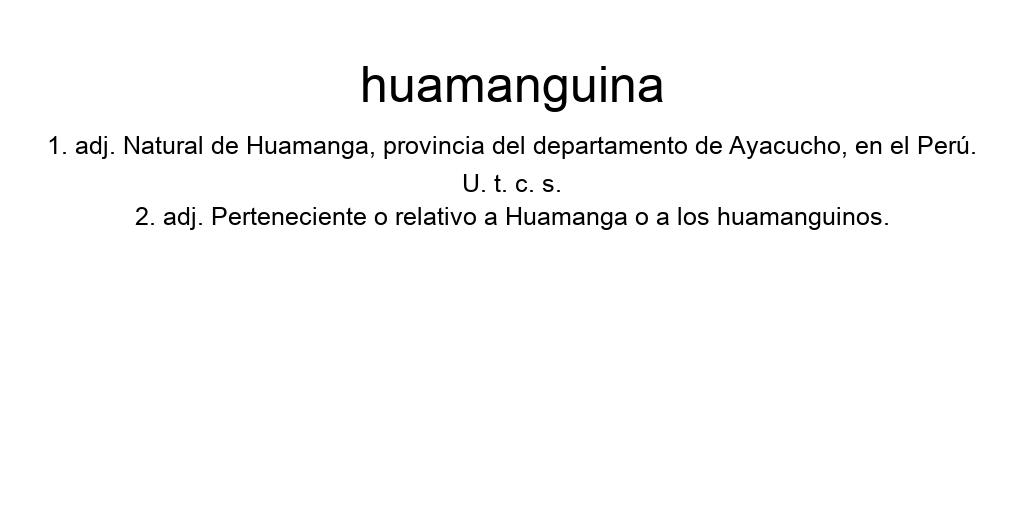 huamanguina
1. adj. Natural de Huamanga, provincia del departamento de Ayacucho, en el Perú.
U. t. c. s.
2. adj. Perteneciente o relativo a Huamanga o a los huamanguinos.